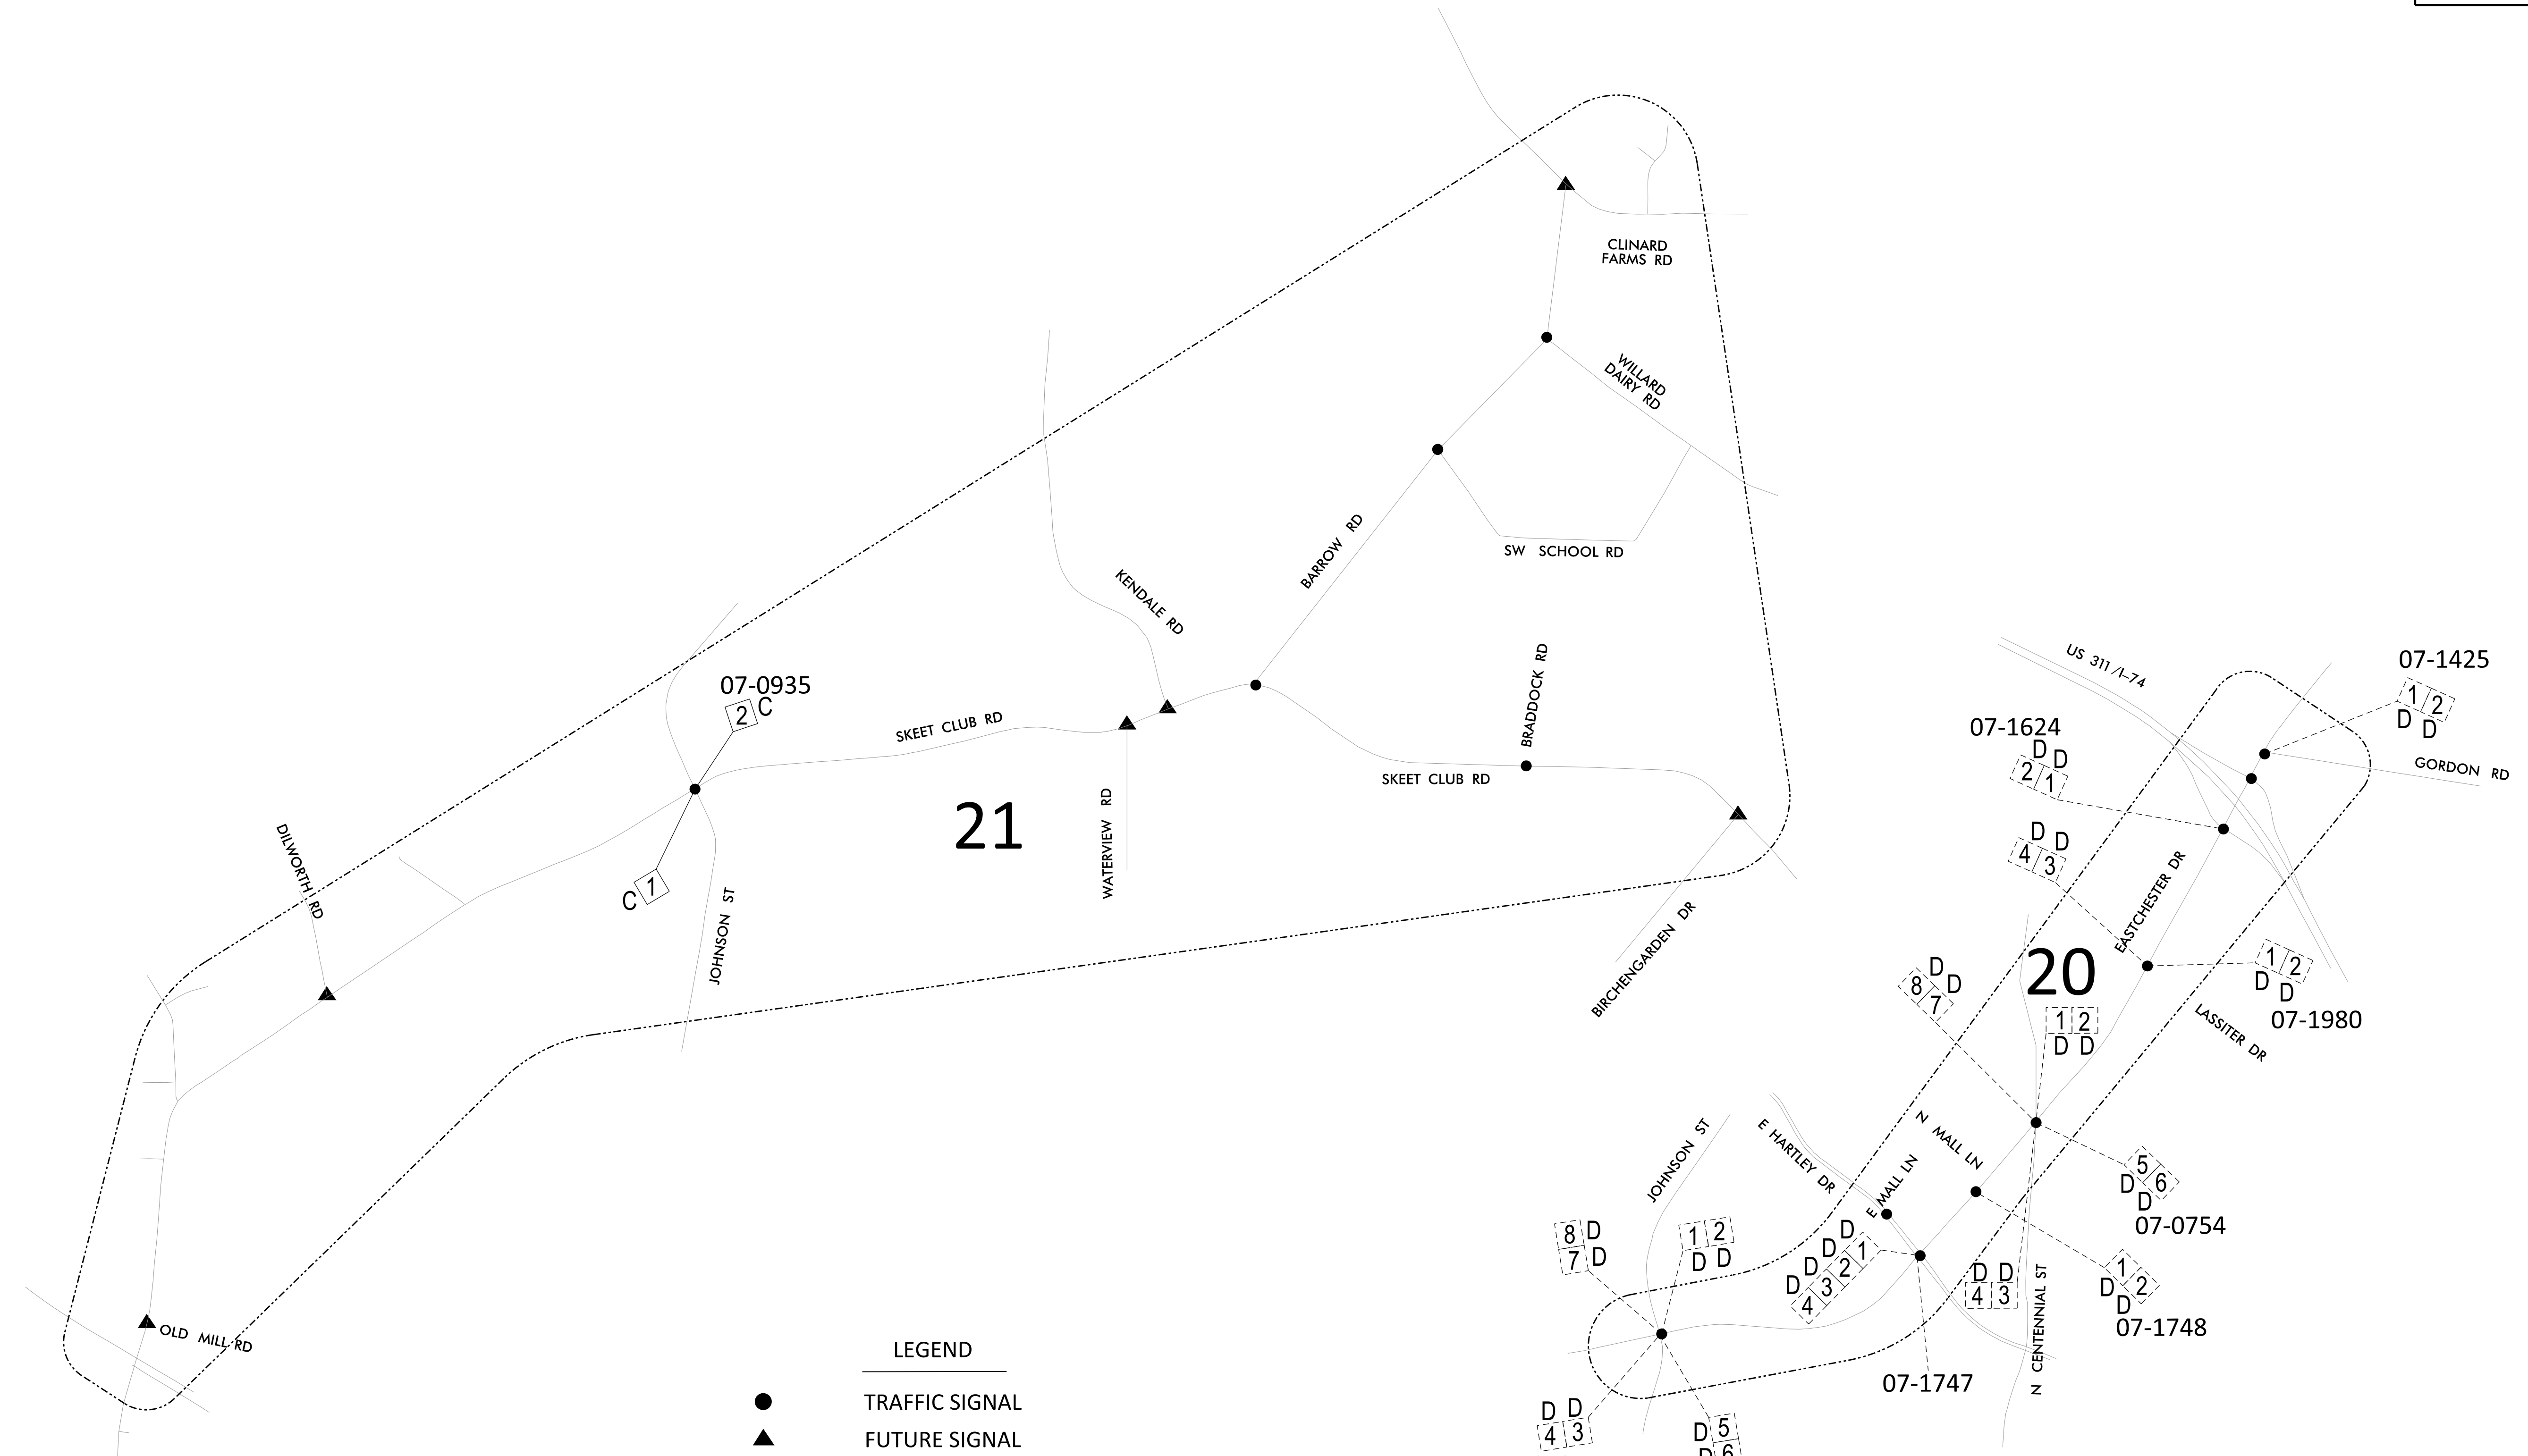 CLINARD
FARMS RD
WILLARD
DAIRY RD
BARROW RD
SW SCHOOL RD
KENDALE RD
BRADDOCK RD
07-0935
2 C
SKEET CLUB RD
SKEET CLUB RD
21
WATERVIEW RD
C 1
JOHNSON ST
DILWORTH RD
BIRCHENGARDEN DR
OLD MILL RD
US 311/I-74
07-1425
1 2
D D
GORDON RD
07-1624
D D
2 1
D D
4 3
EASTCHESTER DR
20
1 2
D D
07-1980
LASSITER DR
D D
8 7
1 2
D D
N MALL LN
E HARTLEY DR
E MALL LN
JOHNSON ST
5 6
D D
07-0754
8 D
7 D
1 2
D D
D D D D
4 3 2 1
D D
4 3
N CENTENNIAL ST
1 2
D D
07-1748
07-1747
D D
4 3
D 5
D 6
LEGEND
TRAFFIC SIGNAL
FUTURE SIGNAL